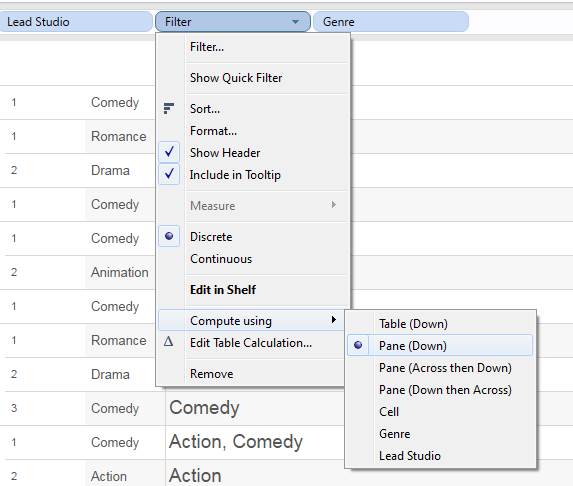 Lead Studio Filter Genre
Filter...
Show Quick Filter
1 Comedy Sort...
Format...
1 Romance Show Header
2 Drama Include in Tooltip
1 Comedy Measure
1 Comedy Discrete
Continuous
2 Animation
Edit in Shelf
1 Comedy
Compute using Table (Down)
1 Romance Edit Table Calculation... Pane (Down)
2 Drama Remove Pane (Across then Down)
Pane (Down then Across)
3 Comedy Comedy Cell
1 Comedy Action, Comedy Genre
Lead Studio
2 Action Action